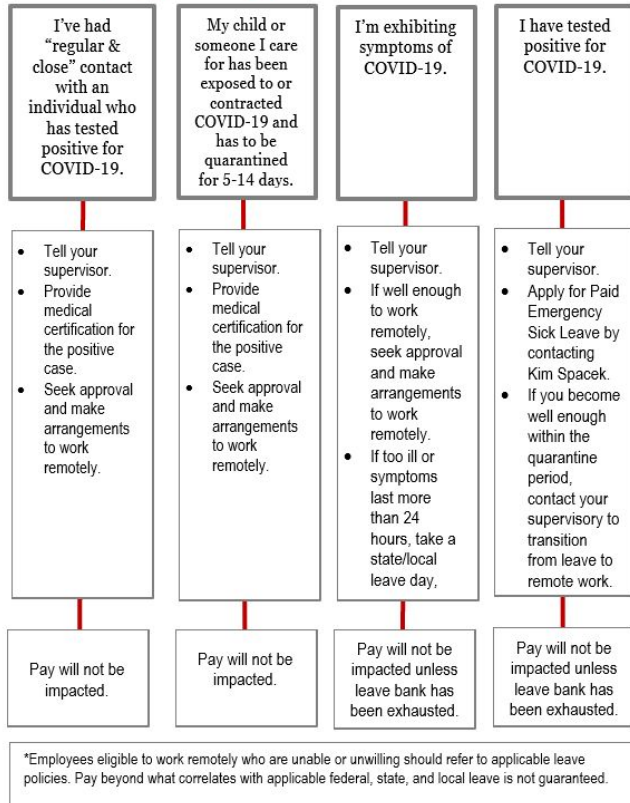 I've had
"regular &
close" contact
with an
individual who
has tested
positive for
COVID-19.
My child or
someone I care
for has been
exposed to or
contracted
COVID-19 and
has to be
quarantined
for 5-14 days.
I'm exhibiting
symptoms of
COVID-19.
I have tested
positive for
COVID-19.
• Tell your
supervisor.
• Provide
medical
certification for
the positive
case.
• Seek approval
and make
arrangements
to work
remotely.
• Tell your
supervisor.
• Provide
medical
certification for
the positive
case.
• Seek approval
and make
arrangements
to work
remotely.
• Tell your
supervisor.
• If well enough
to work
remotely,
seek approval
and make
arrangements
to work
remotely.
• If too ill or
symptoms
last more
than 24
hours, take a
state/local
leave day,
• Tell your
supervisor.
• Apply for Paid
Emergency
Sick Leave by
contacting
Kim Spacek.
• If you become
well enough
within the
quarantine
period,
contact your
supervisory to
transition
from leave to
remote work.
Pay will not be
impacted.
Pay will not be
impacted.
Pay will not be
impacted unless
leave bank has
been exhausted.
Pay will not be
impacted unless
leave bank has
been exhausted.
*Employees eligible to work remotely who are unable or unwilling should refer to applicable leave
policies. Pay beyond what correlates with applicable federal, state, and local leave is not guaranteed.